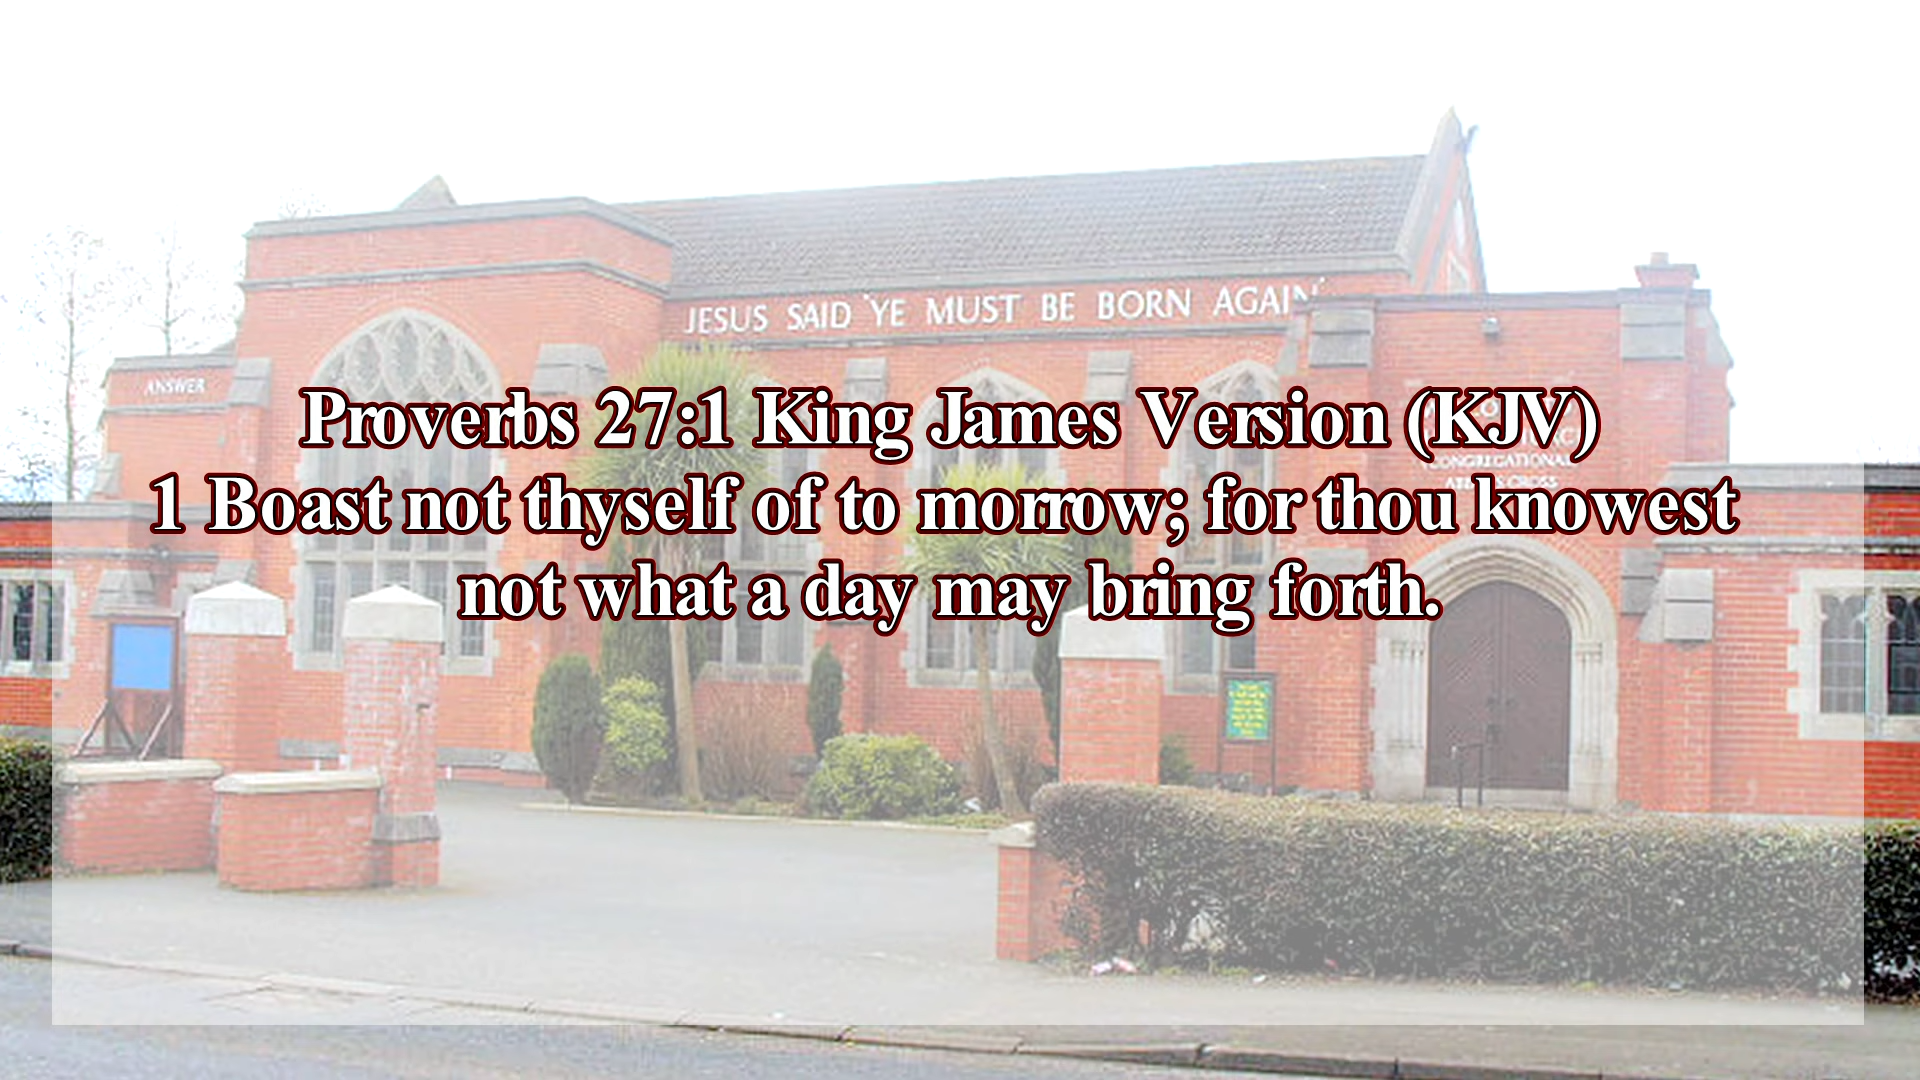 JESUS SAID 'YE MUST BE BORN AGAIN'
ANSWER
Proverbs 27:1 King James Version (KJV)
CONGREGATIONAL
1 Boast not thyself of to morrow; for thou knowest
not what a day may bring forth.